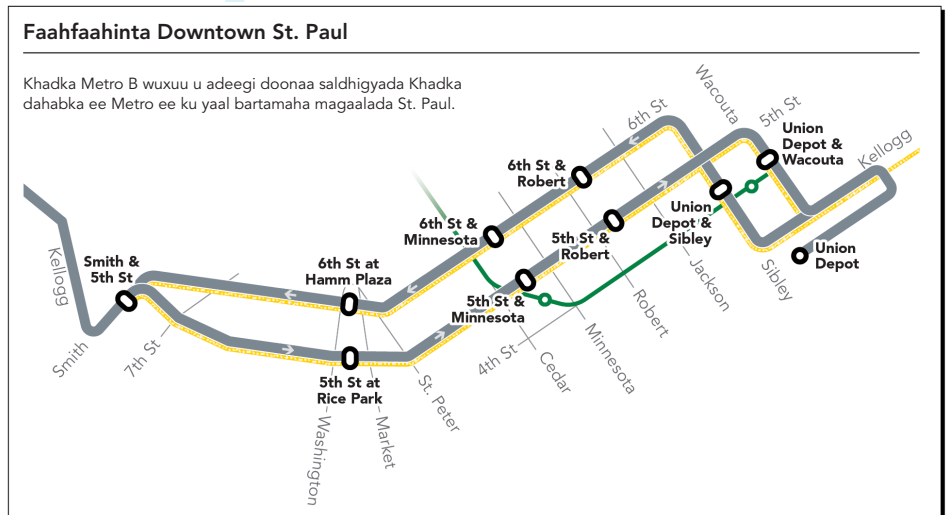 Faahfaahinta Downtown St. Paul
Khadka Metro B wuxuu u adeegi doonaa saldhigyada Khadka
dahabka ee Metro ee ku yaal bartamaha magaalada St. Paul.
Wacouta
5th St
6th St
Union
Depot &
Wacouta
Kellogg
6th St &
Robert
6th St &
Minnesota
5th St &
Robert
Union
Depot &
Sibley
Union
Depot
Kellogg
Smith &
5th St
6th St at
Hamm Plaza
5th St &
Minnesota
Jackson
Sibley
Robert
Minnesota
Cedar
4th St
Smith
7th St
5th St at
Rice Park
St. Peter
Market
Washington